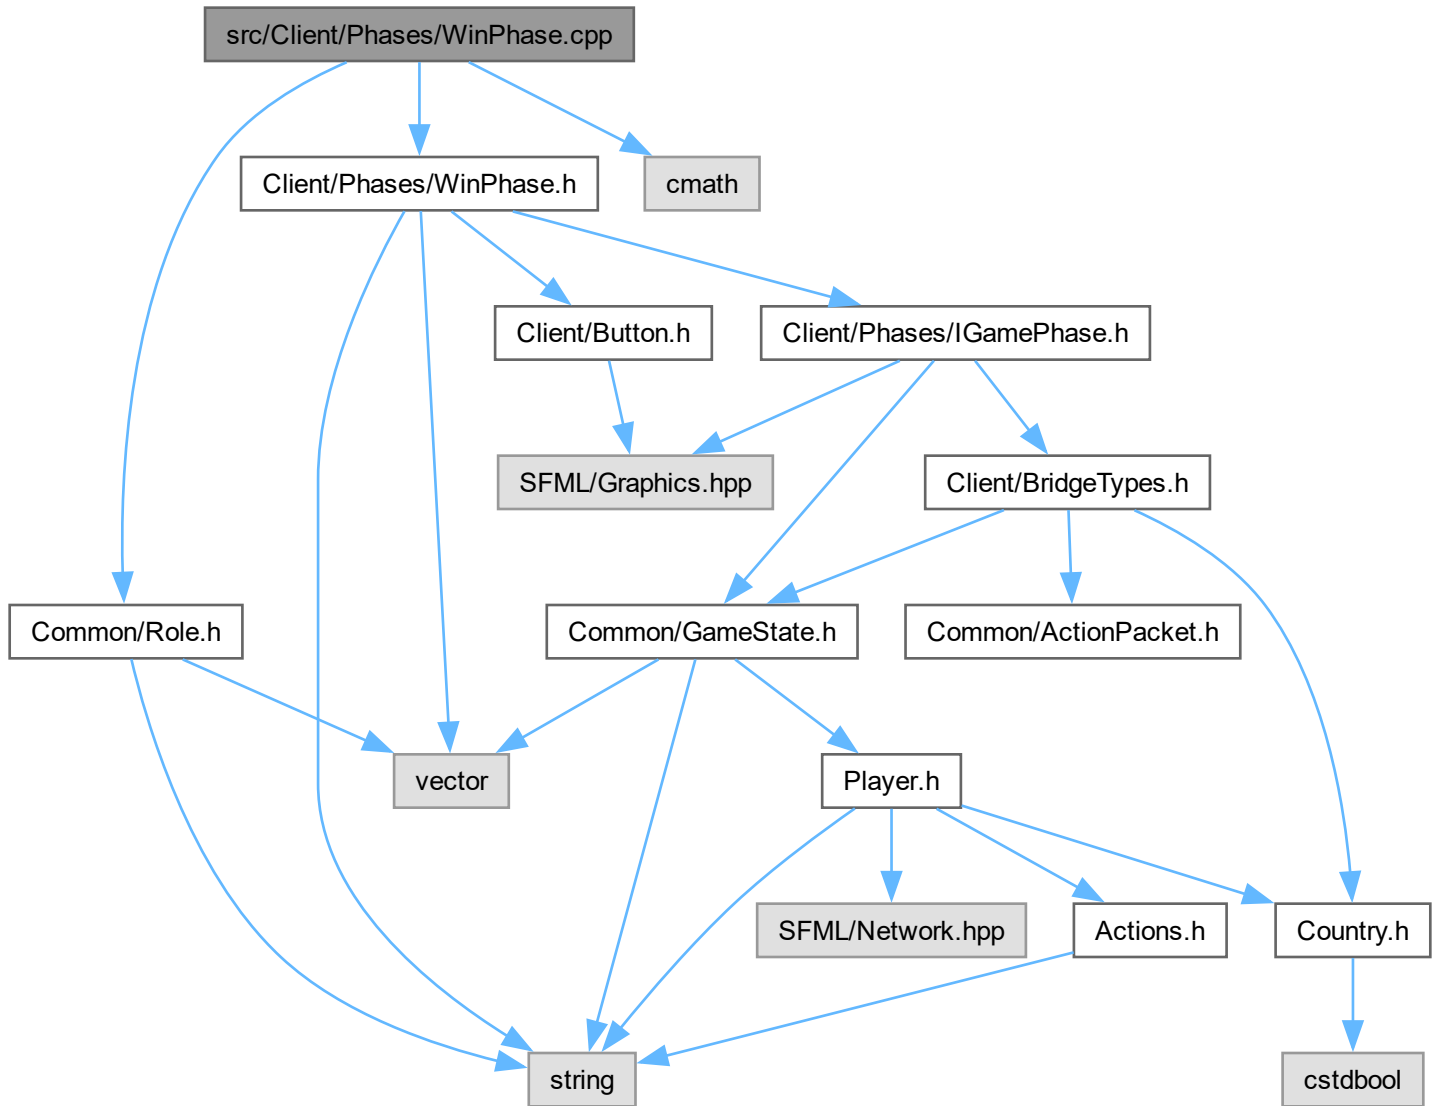 src/Client/Phases/WinPhase.cpp
Client/Phases/WinPhase.h
cmath
Client/Button.h
Client/Phases/IGamePhase.h
SFML/Graphics.hpp
Client/BridgeTypes.h
Common/Role.h
Common/GameState.h
Common/ActionPacket.h
vector
Player.h
SFML/Network.hpp
Actions.h
Country.h
string
cstdbool